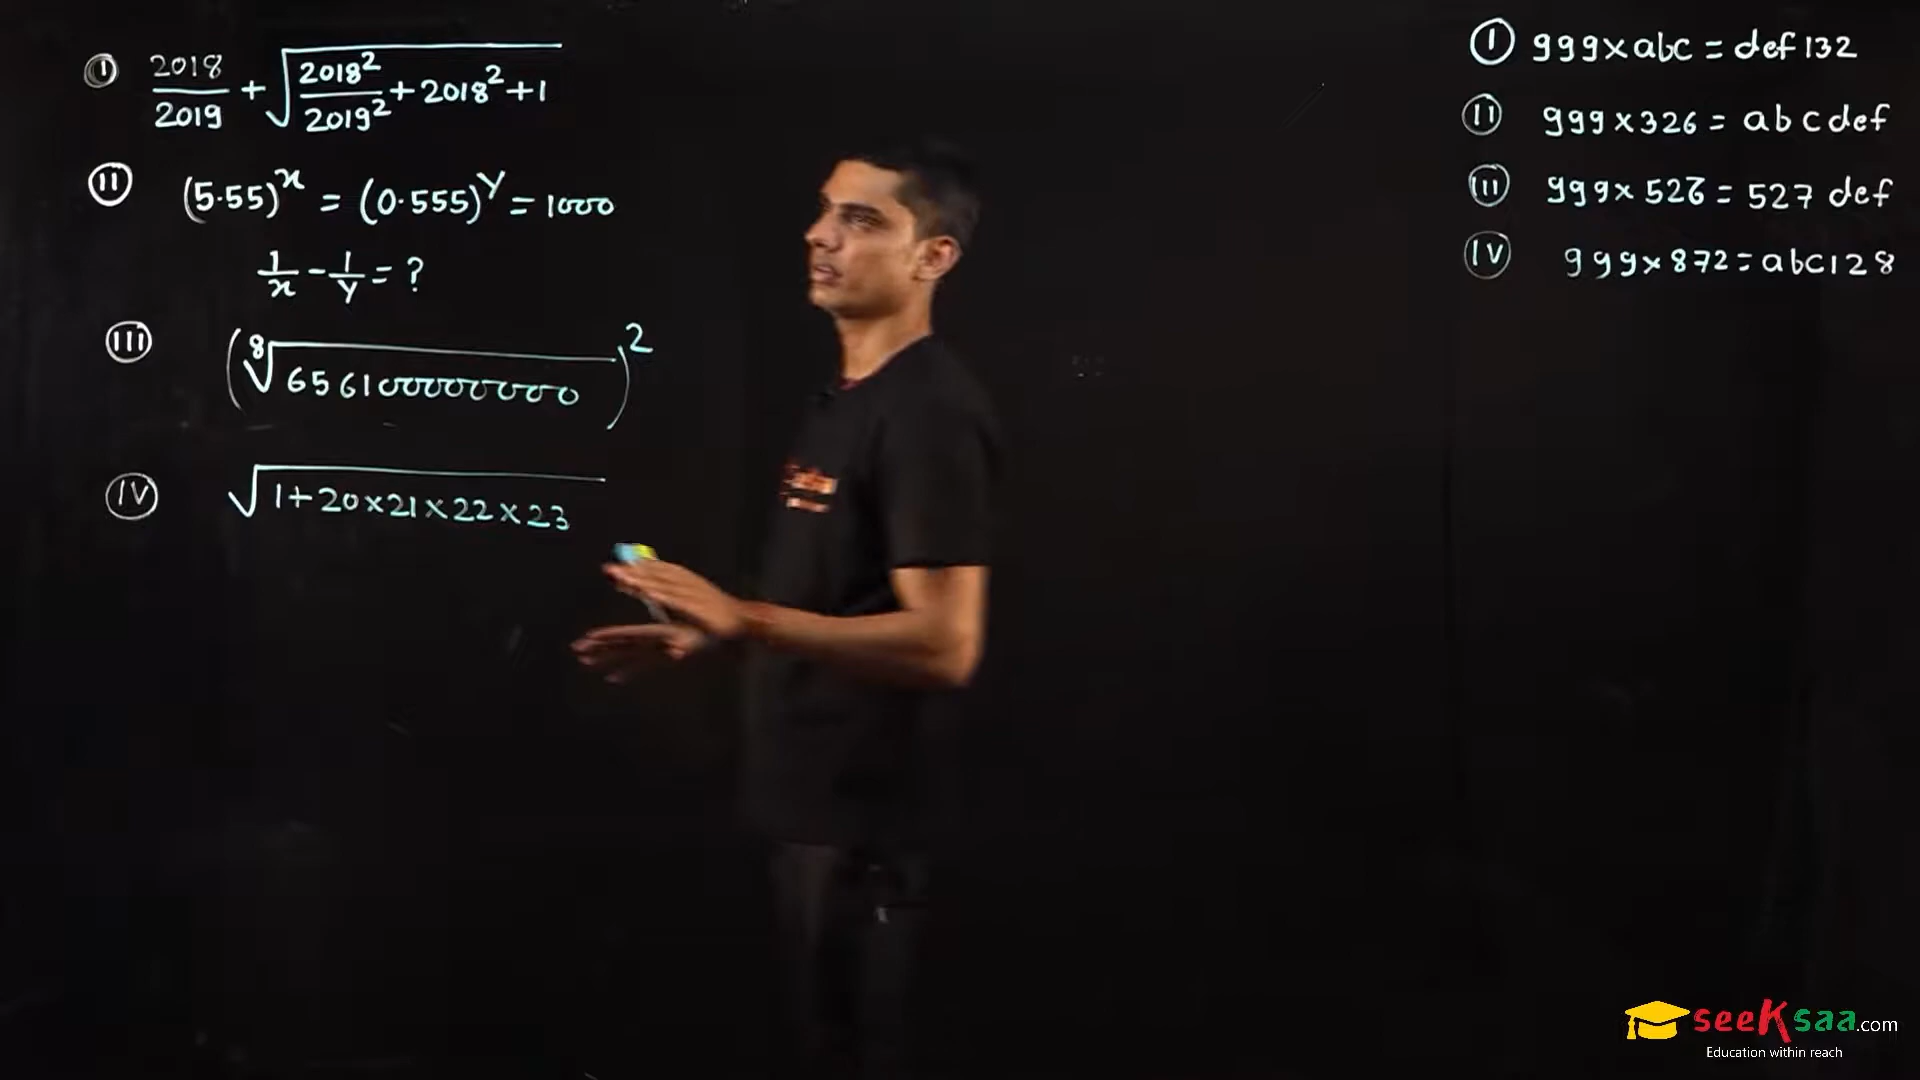 (I) 2018/2019 + √(2018²/2019² + 2018² + 1)
(II) (5.55)ˣ = (0.555)ʸ = 1000
1/x - 1/y = ?
(III) (⁸√656100000000)²
(IV) √(1+20×21×22×23)
(I) 999×abc = def132
(II) 999×326 = abcdef
(III) 999×526 = 527def
(IV) 999×872 = abc128
seeKsaa.com
Education within reach